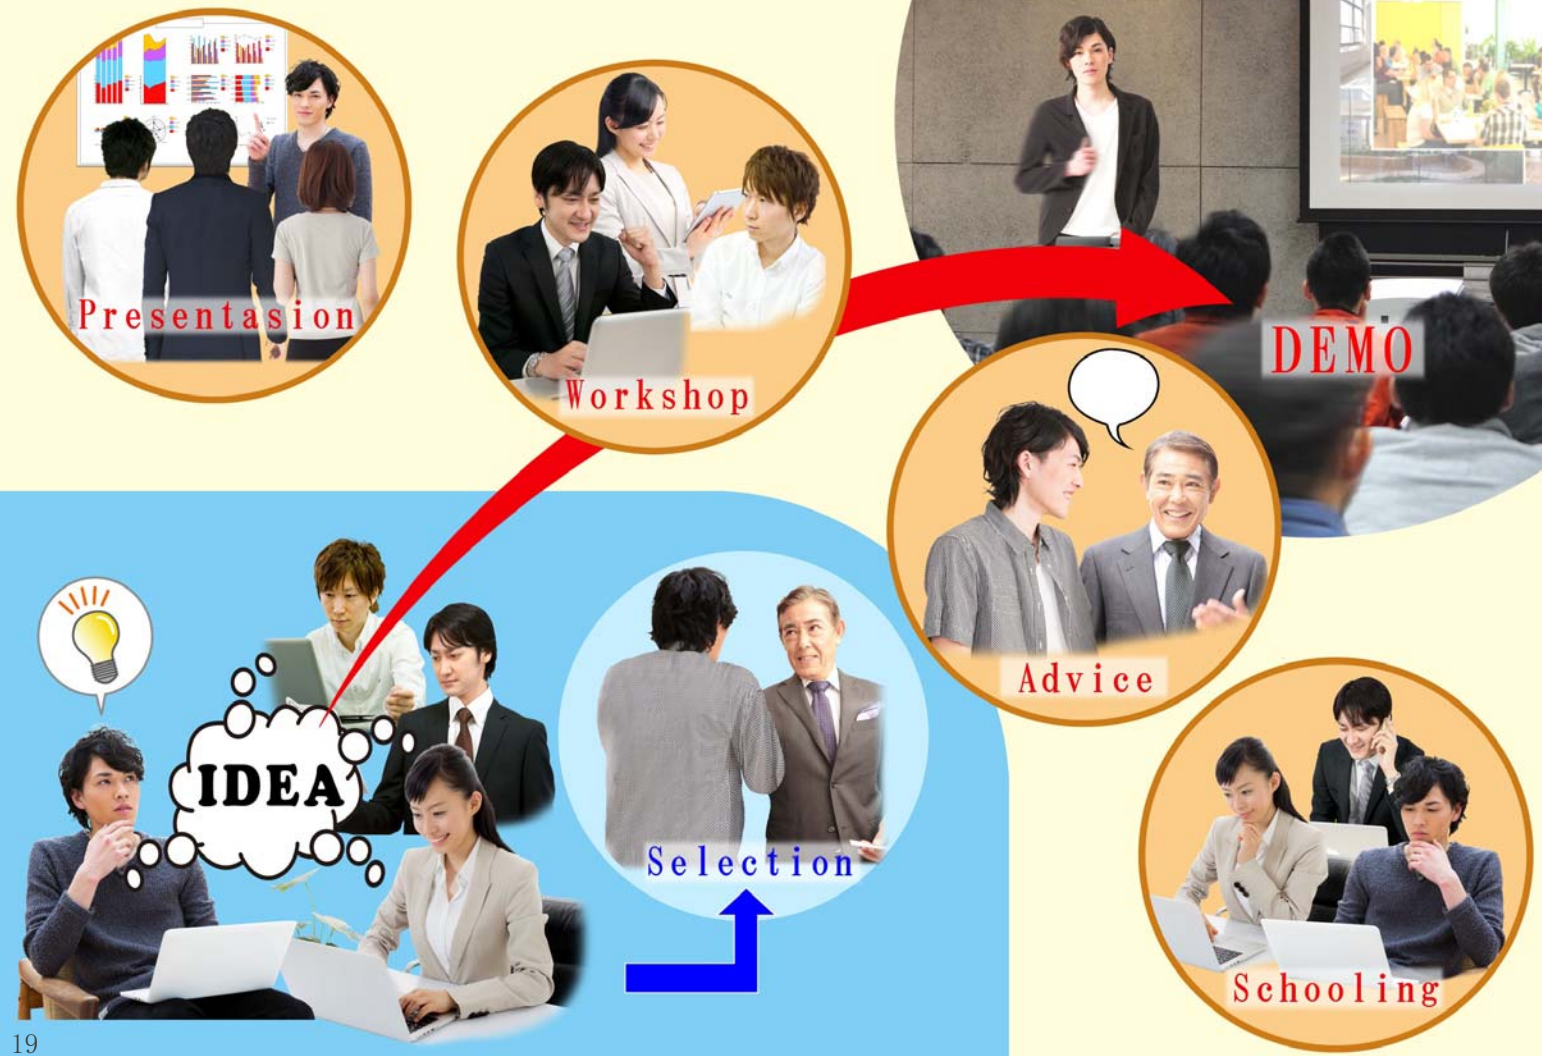 Presentasion
Workshop
DEMO
Advice
IDEA
Selection
Schooling
19